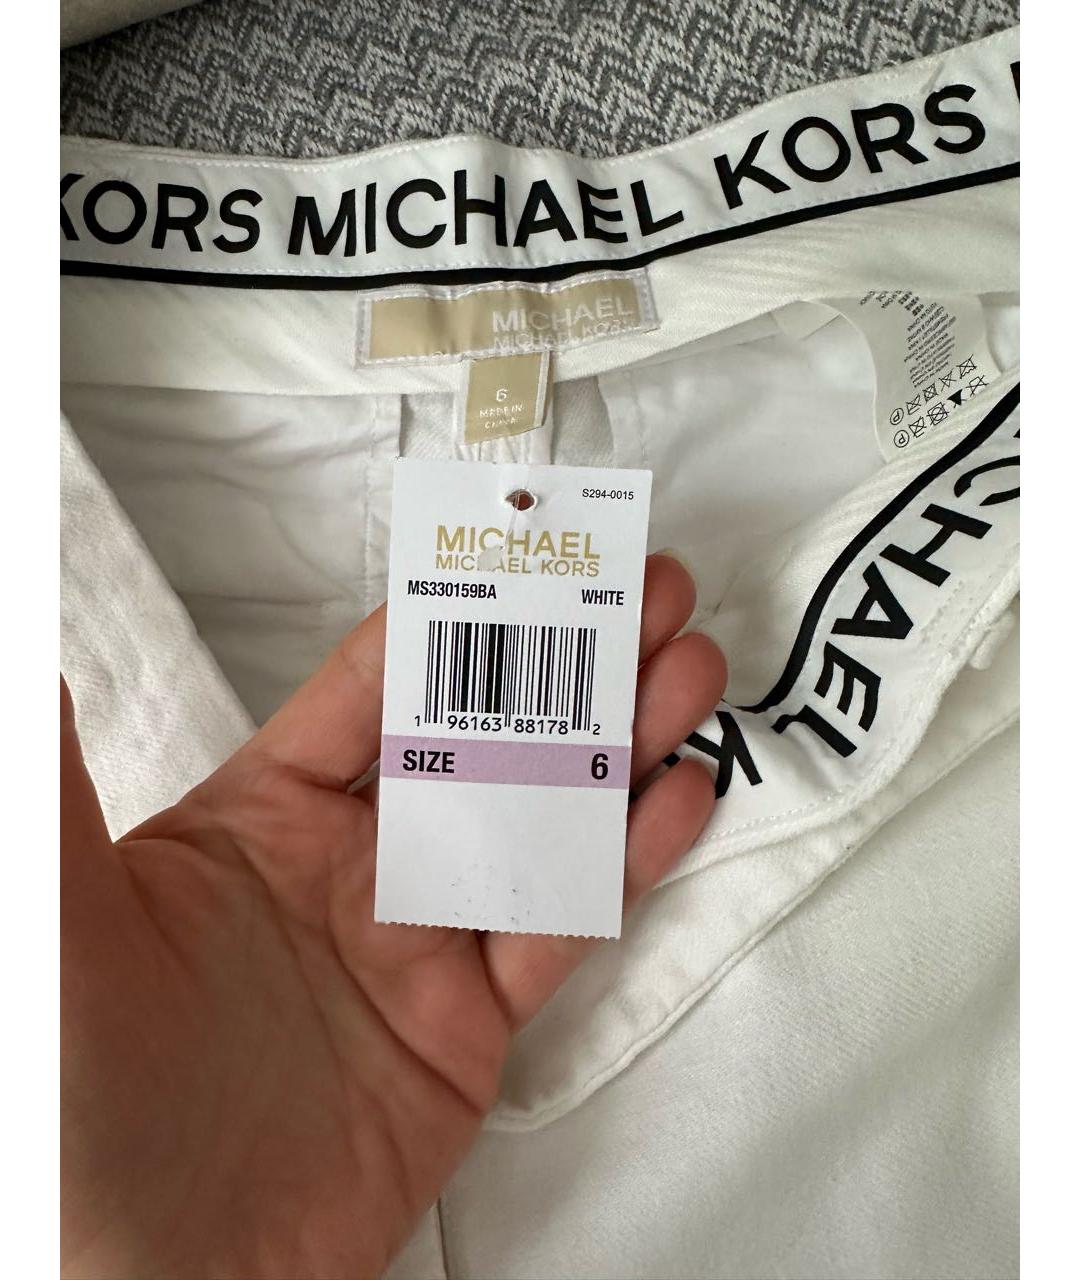 KORS MICHAEL KORS
MICHAEL
MICHAEL KORS
6
MADE IN
CHINA
S294-0015
MICHAEL
MICHAEL KORS
MS330159BA WHITE
1 96163 88178 2
SIZE 6
MICHAEL K